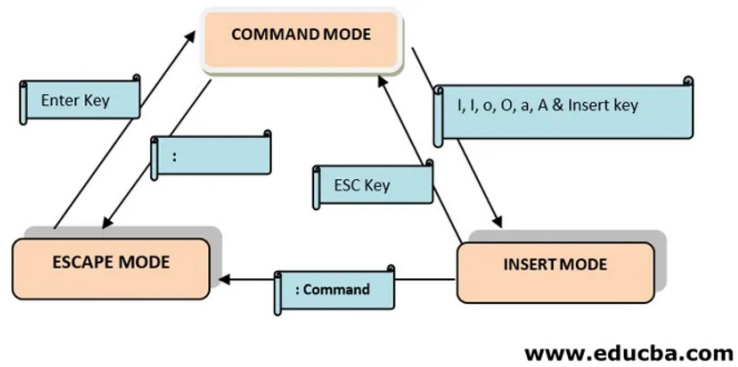 COMMAND MODE
Enter Key
I, I, o, O, a, A & Insert key
:
ESC Key
ESCAPE MODE
INSERT MODE
: Command
www.educba.com